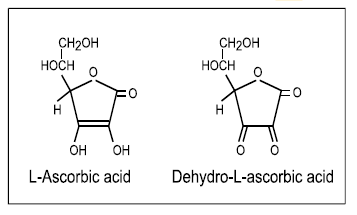 CH₂OH CH₂OH
HOCH HOCH
O O
O O
H H
OH OH O O
L-Ascorbic acid Dehydro-L-ascorbic acid